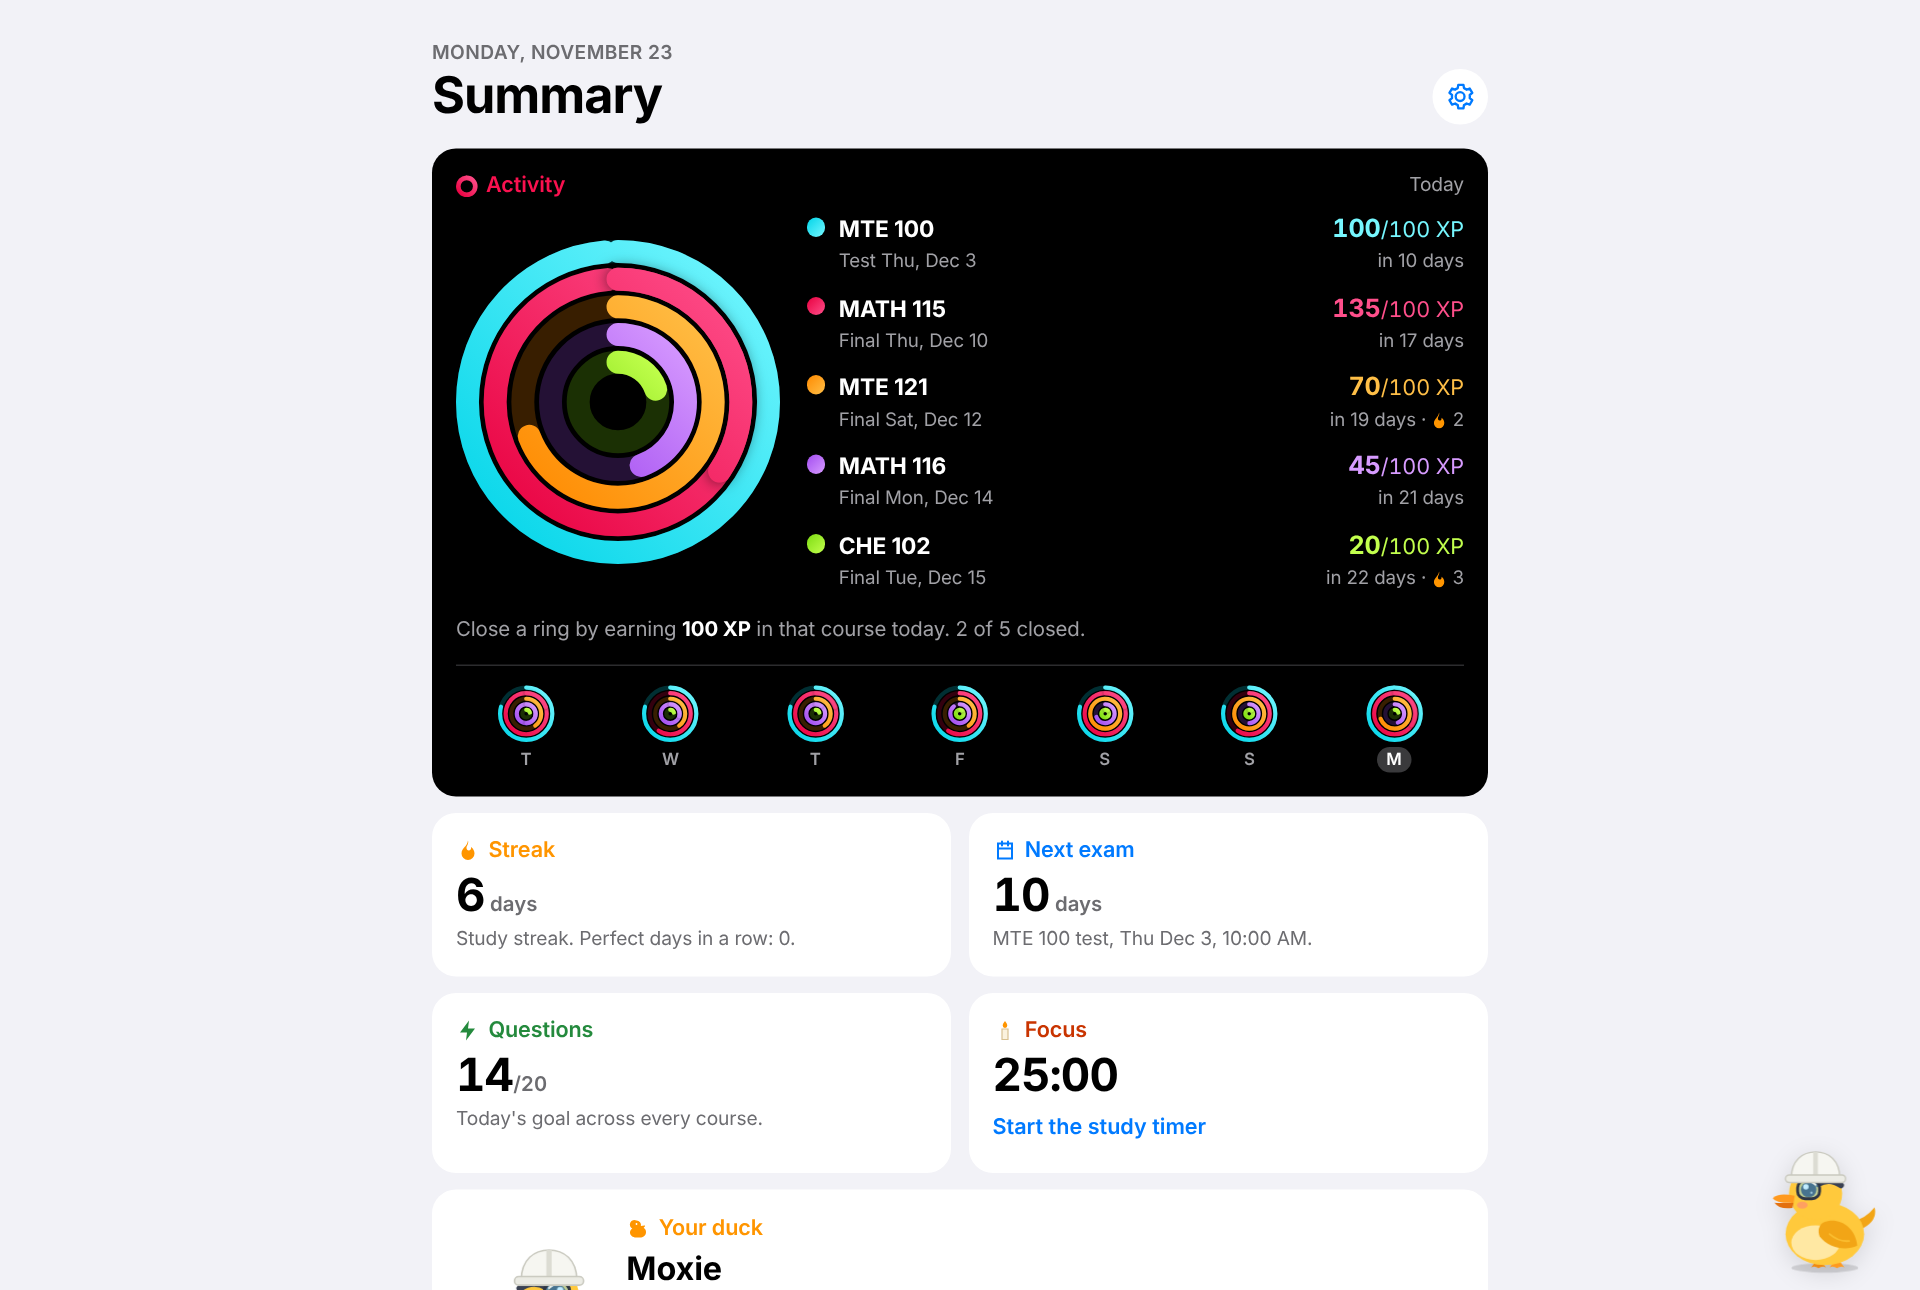 MONDAY, NOVEMBER 23
Summary
Activity
Today
MTE 100
100/100 XP
Test Thu, Dec 3
in 10 days
MATH 115
135/100 XP
Final Thu, Dec 10
in 17 days
MTE 121
70/100 XP
Final Sat, Dec 12
in 19 days · 2
MATH 116
45/100 XP
Final Mon, Dec 14
in 21 days
CHE 102
20/100 XP
Final Tue, Dec 15
in 22 days · 3
Close a ring by earning 100 XP in that course today. 2 of 5 closed.
T W T F S S M
Streak
6 days
Study streak. Perfect days in a row: 0.
Next exam
10 days
MTE 100 test, Thu Dec 3, 10:00 AM.
Questions
14/20
Today's goal across every course.
Focus
25:00
Start the study timer
Your duck
Moxie